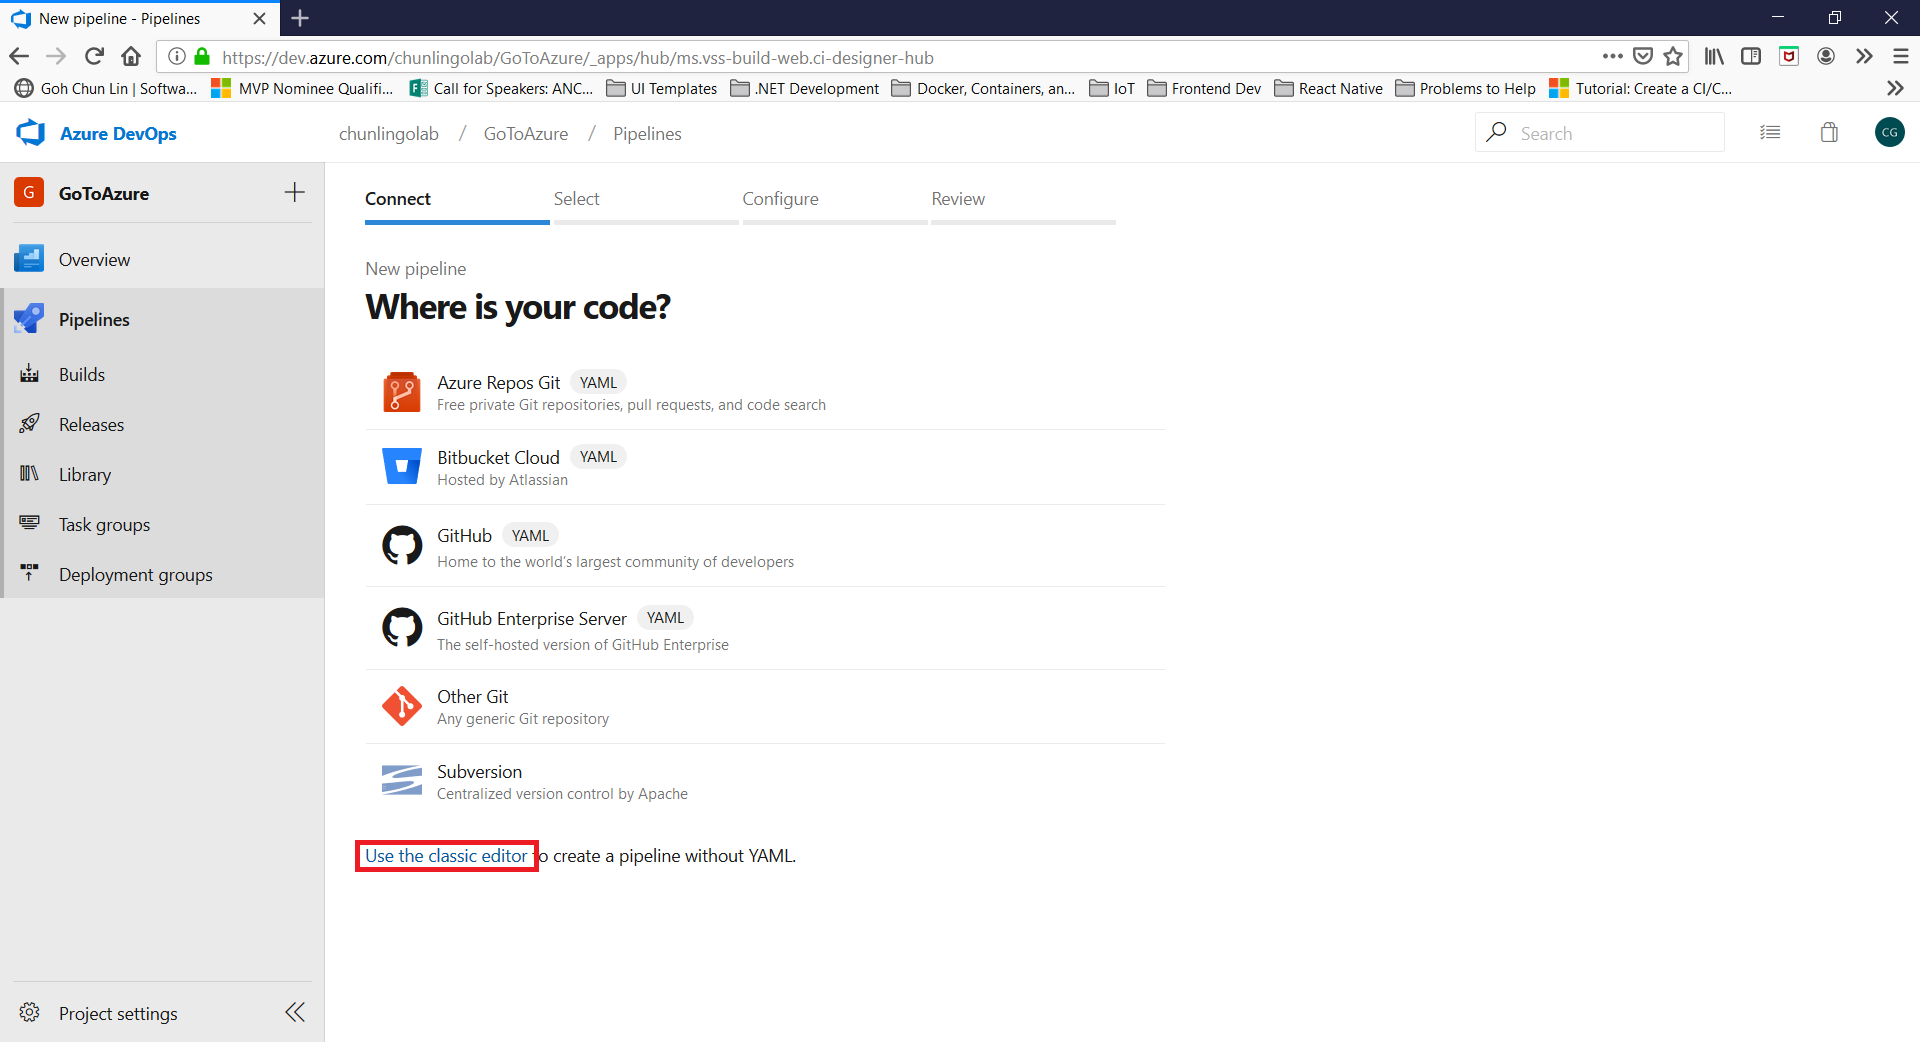 New pipeline - Pipelines
https://dev.azure.com/chunlingolab/GoToAzure/_apps/hub/ms.vss-build-web.ci-designer-hub
Goh Chun Lin | Softwa... MVP Nominee Qualifi... Call for Speakers: ANC... UI Templates .NET Development Docker, Containers, an... IoT Frontend Dev React Native Problems to Help Tutorial: Create a CI/C...
Azure DevOps chunlingolab / GoToAzure / Pipelines Search CG
G GoToAzure
Overview
Pipelines
Builds
Releases
Library
Task groups
Deployment groups
Project settings
Connect Select Configure Review
New pipeline
Where is your code?
Azure Repos Git YAML
Free private Git repositories, pull requests, and code search
Bitbucket Cloud YAML
Hosted by Atlassian
GitHub YAML
Home to the world's largest community of developers
GitHub Enterprise Server YAML
The self-hosted version of GitHub Enterprise
Other Git
Any generic Git repository
Subversion
Centralized version control by Apache
Use the classic editor to create a pipeline without YAML.